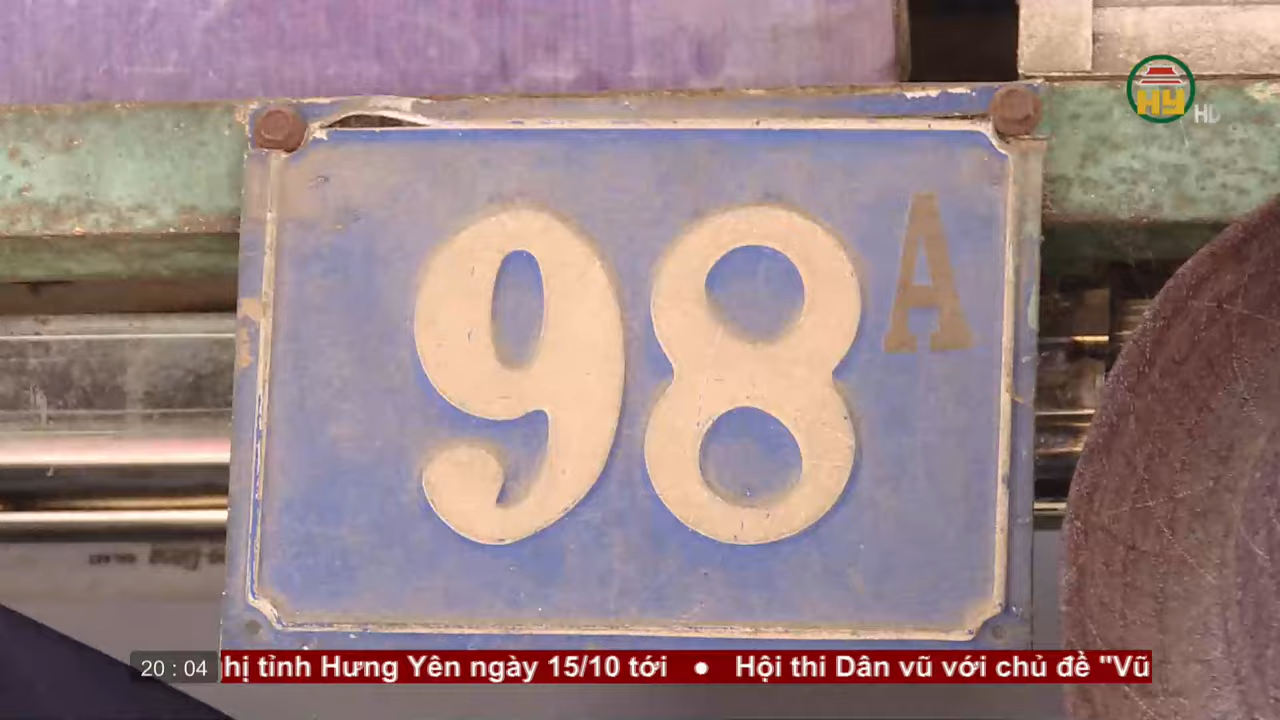 HY HD
98 A
20 : 04 hị tỉnh Hưng Yên ngày 15/10 tới • Hội thi Dân vũ với chủ đề "Vũ